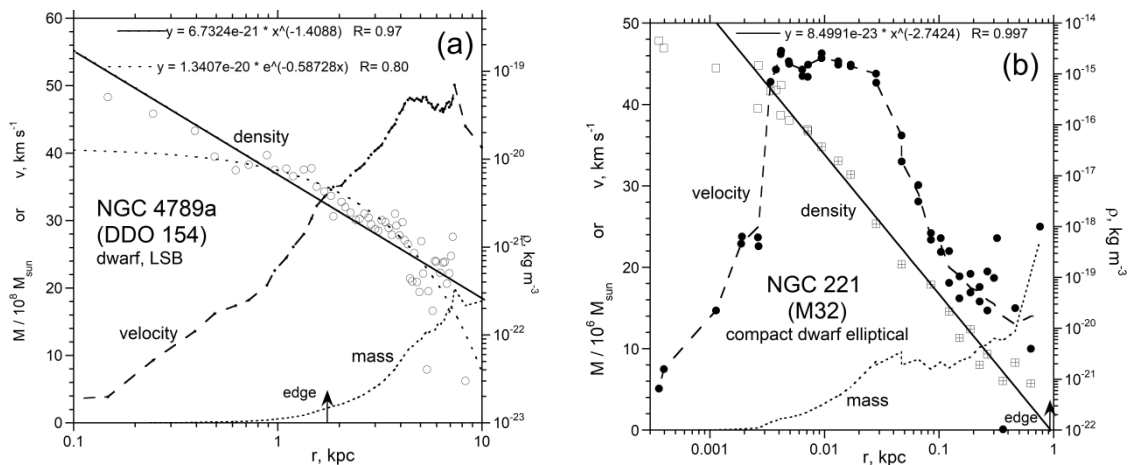 y = 6.7324e-21 * x^(-1.4088) R= 0.97
y = 1.3407e-20 * e^(-0.58728x) R= 0.80
(a)
density
NGC 4789a
(DDO 154)
dwarf, LSB
velocity
mass
edge
60
50
40
30
20
10
0
M / 10⁸ M_sun or v, km s⁻¹
10⁻¹⁹
10⁻²⁰
10⁻²¹
10⁻²²
10⁻²³
ρ, kg m⁻³
0.1
1
10
r, kpc
y = 8.4991e-23 * x^(-2.7424) R= 0.997
(b)
velocity
density
NGC 221
(M32)
compact dwarf elliptical
mass
edge
50
40
30
20
10
0
M / 10⁶ M_sun or v, km s⁻¹
10⁻¹⁴
10⁻¹⁵
10⁻¹⁶
10⁻¹⁷
10⁻¹⁸
10⁻¹⁹
10⁻²⁰
10⁻²¹
10⁻²²
ρ, kg m⁻³
0.001
0.01
0.1
1
r, kpc